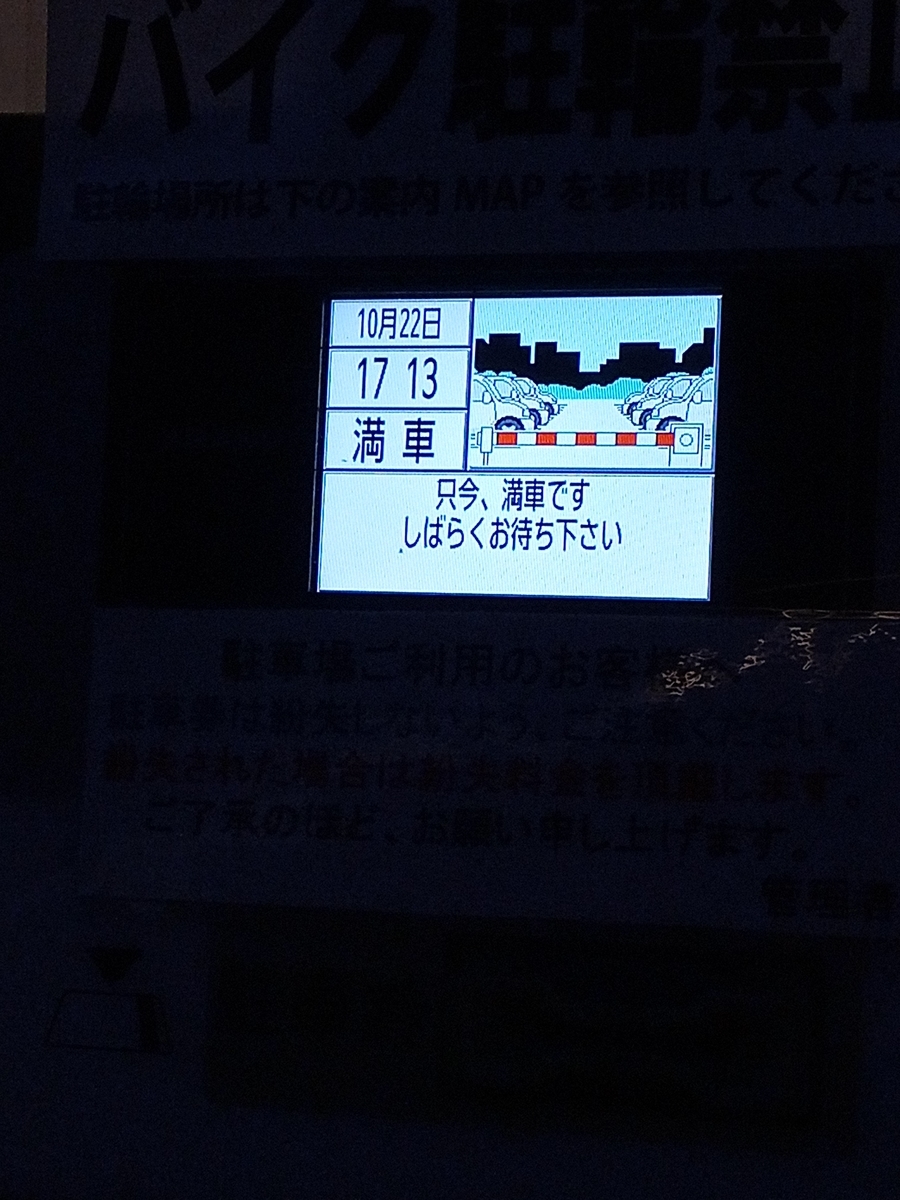 バイク駐輪禁止
駐輪場所は下の案内 MAP を参照してくださ
10月22日
17 13
満 車
只今、満車です
しばらくお待ち下さい
駐車場ご利用のお客様へ
駐車券は紛失しないよう、ご注意ください。
紛失された場合は紛失料金を頂戴します。
ご了承のほど、お願い申し上げます。
管理者